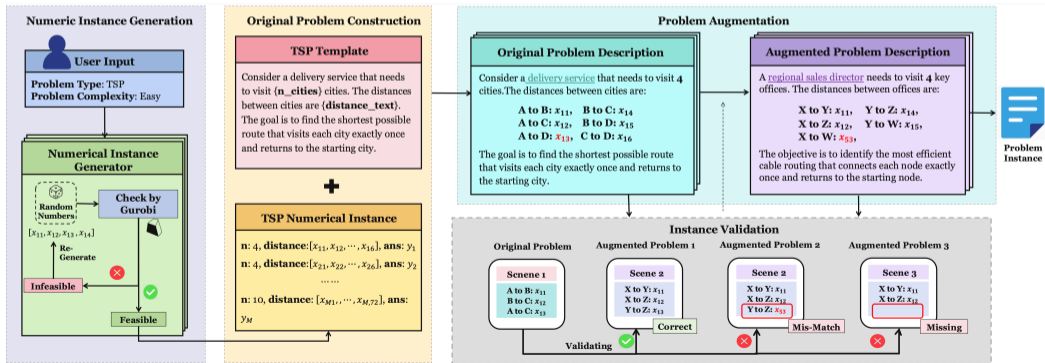 Numeric Instance Generation
User Input
Problem Type: TSP
Problem Complexity: Easy
Numerical Instance
Generator
Random
Numbers
Check by
Gurobi
[x₁₁, x₁₂, x₁₃, x₁₄]
Re-
Generate
Infeasible
Feasible
Original Problem Construction
TSP Template
Consider a delivery service that needs
to visit {n_cities} cities. The distances
between cities are {distance_text}.
The goal is to find the shortest possible
route that visits each city exactly once
and returns to the starting city.
TSP Numerical Instance
n: 4, distance:[x₁₁, x₁₂, ⋯, x₁₆], ans: y₁
n: 4, distance:[x₂₁, x₂₂, ⋯, x₂₆], ans: y₂
⋯⋯
n: 10, distance: [x_{M1}, , ⋯, x_{M,72}], ans:
y_M
Problem Augmentation
Original Problem Description
Consider a delivery service that needs to visit 4
cities.The distances between cities are:
A to B: x₁₁, B to C: x₁₄
A to C: x₁₂, B to D: x₁₅
A to D: x₁₃, C to D: x₁₆
The goal is to find the shortest possible route
that visits each city exactly once and returns to
the starting city.
Augmented Problem Description
A regional sales director needs to visit 4 key
offices. The distances between offices are:
X to Y: x₁₁, Y to Z: x₁₄,
X to Z: x₁₂, Y to W: x₁₅,
X to W: x₅₃,
The objective is to identify the most efficient
cable routing that connects each node exactly
once and returns to the starting node.
Problem
Instance
Instance Validation
Original Problem
Augmented Problem 1
Augmented Problem 2
Augmented Problem 3
Scnene 1
A to B: x₁₁
B to C: x₁₂
A to C: x₁₃
Scene 2
X to Y: x₁₁
X to Z: x₁₂
Y to Z: x₁₃
Correct
Scene 2
X to Y: x₁₁
X to Z: x₁₂
Y to Z: x₅₃
Mis-Match
Scene 3
X to Y: x₁₁
X to Z: x₁₂
Missing
Validating